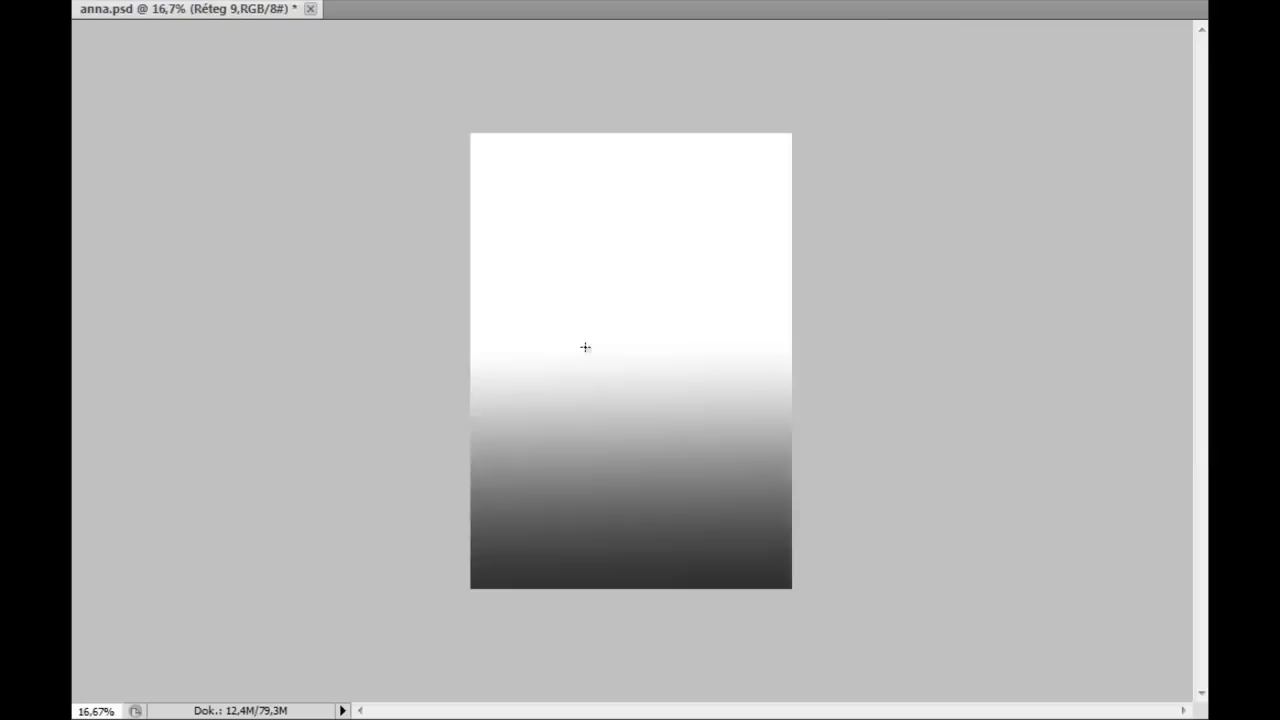 anna.psd @ 16,7% (Réteg 9,RGB/8#) *
16,67%
Dok.: 12,4M/79,3M